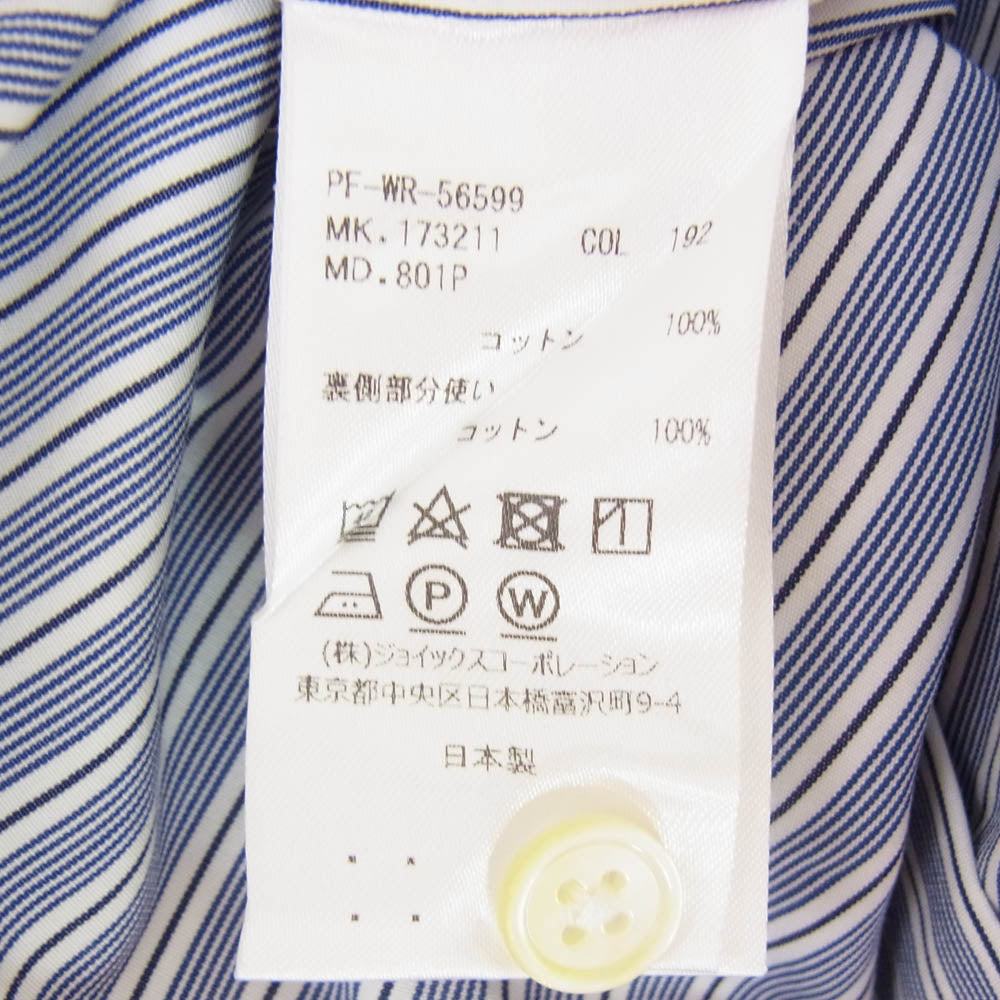 PF-WR-56599
MK.173211 COL 192
MD.801P
コットン 100%
裏側部分使い
コットン 100%
P W
(株)ジョイックスコーポレーション
東京都中央区日本橋富沢町9-4
日本製